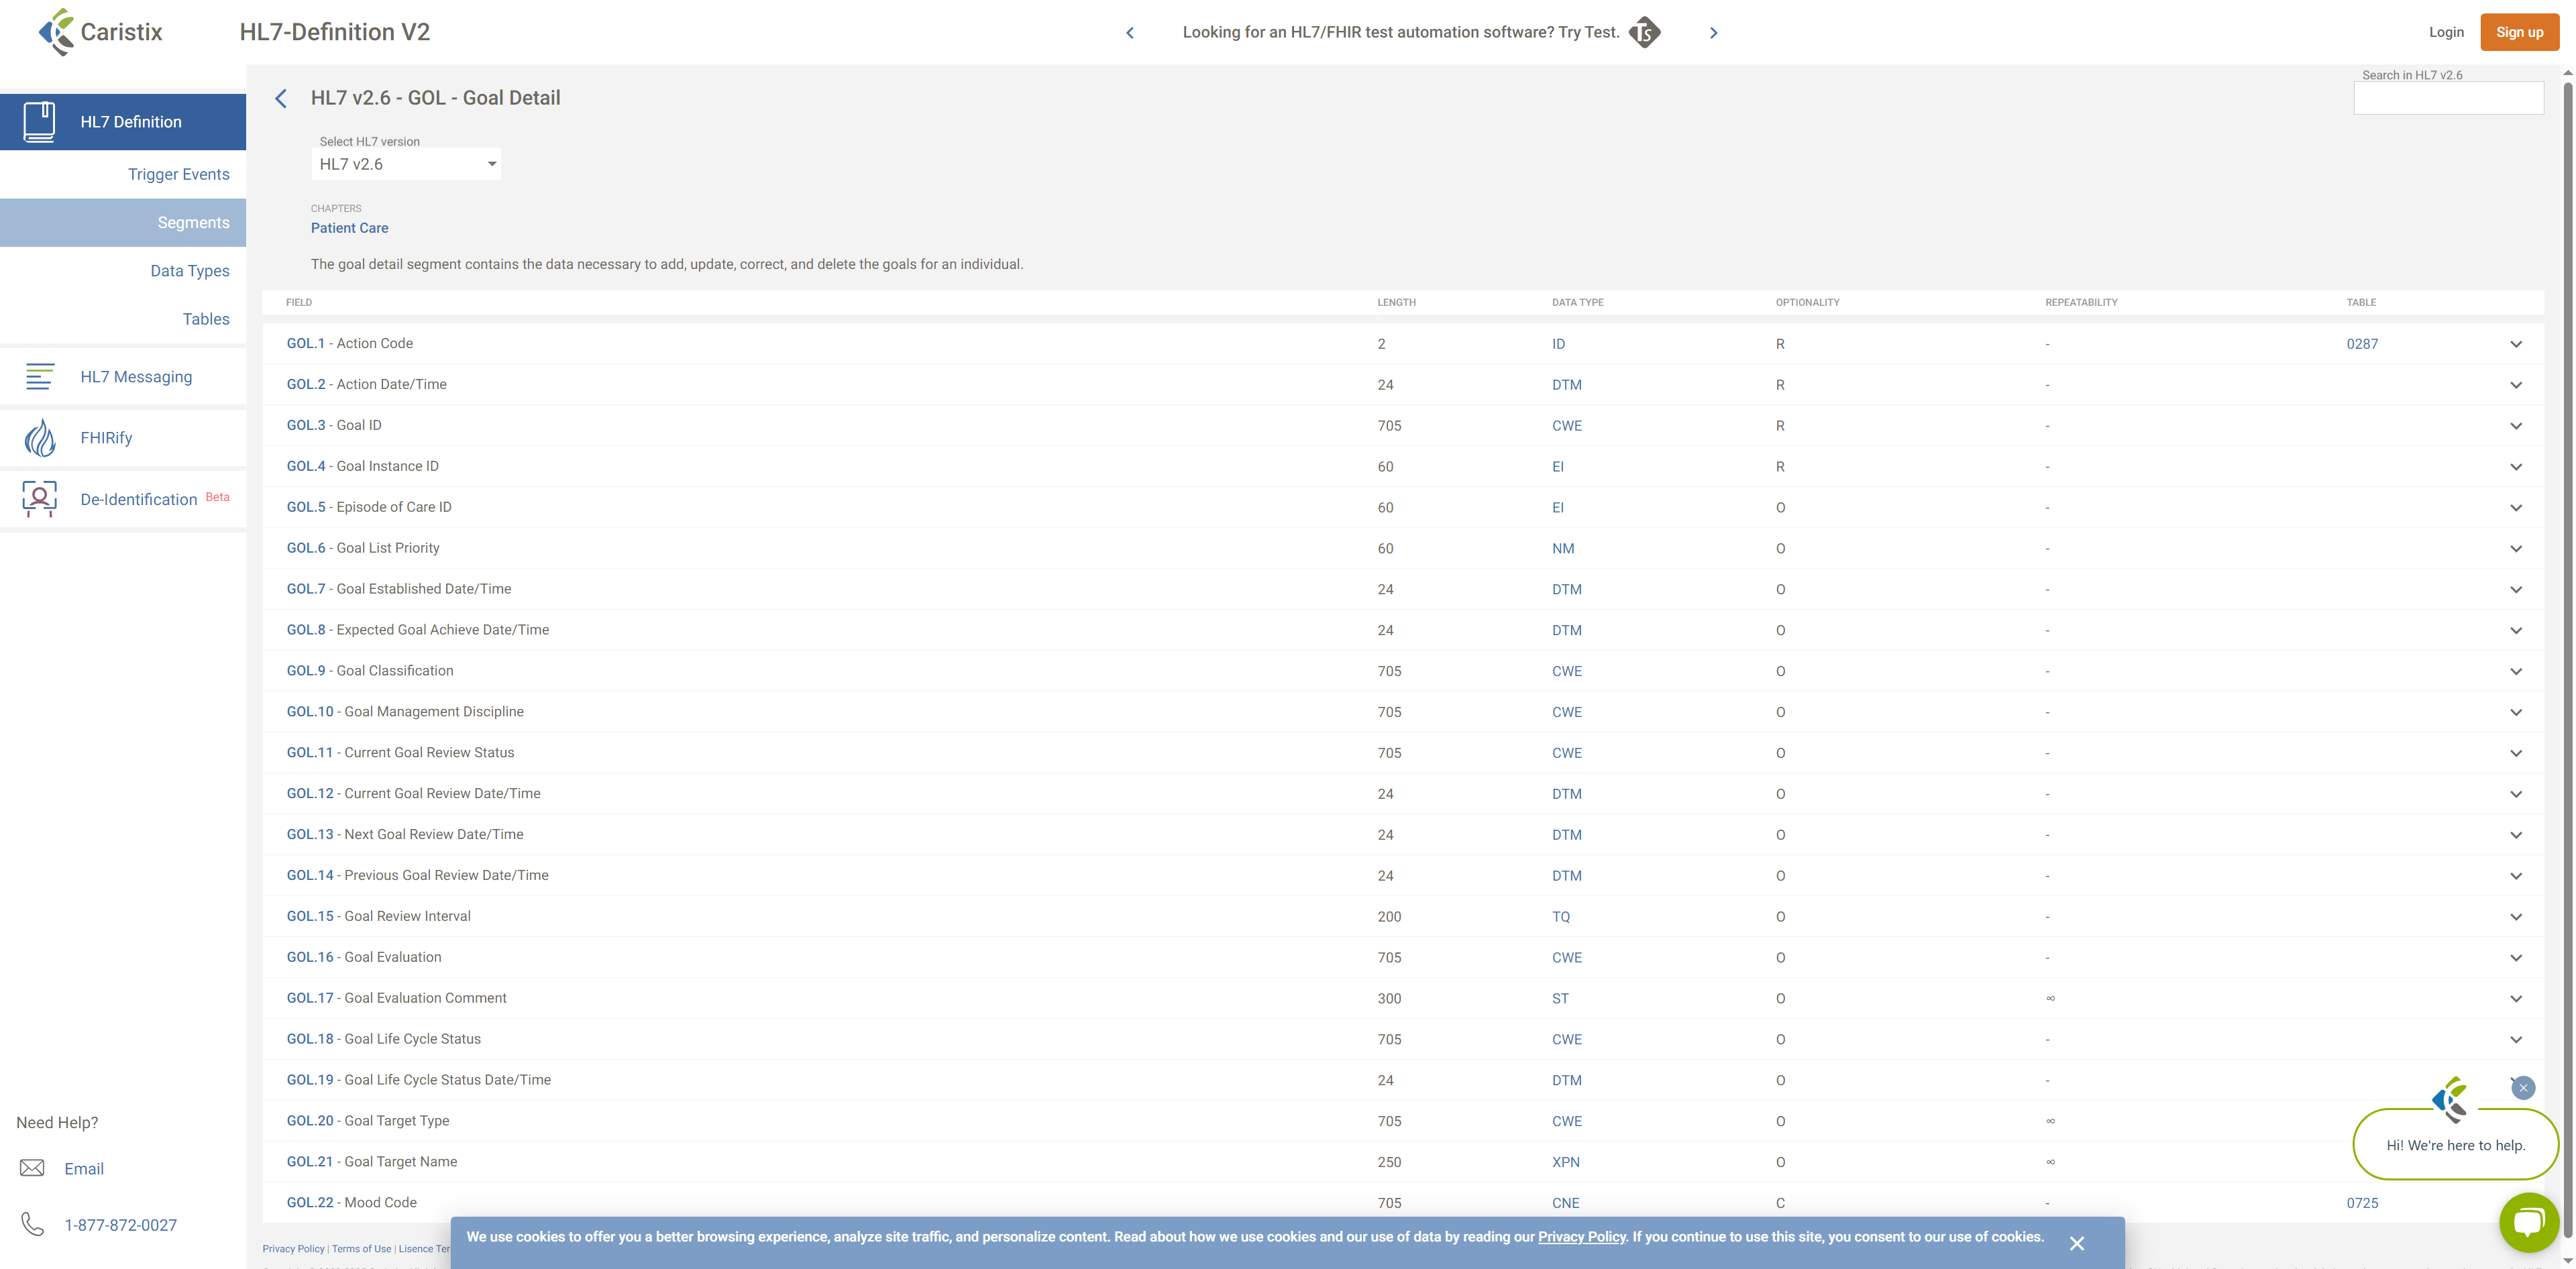 Caristix
HL7-Definition V2
Looking for an HL7/FHIR test automation software? Try Test. Ts
Login
Sign up
HL7 Definition
Trigger Events
Segments
Data Types
Tables
HL7 Messaging
FHIRify
De-Identification Beta
Need Help?
Email
1-877-872-0027
HL7 v2.6 - GOL - Goal Detail
Search in HL7 v2.6
Select HL7 version
HL7 v2.6
CHAPTERS
Patient Care
The goal detail segment contains the data necessary to add, update, correct, and delete the goals for an individual.
FIELD LENGTH DATA TYPE OPTIONALITY REPEATABILITY TABLE
GOL.1 - Action Code 2 ID R - 0287
GOL.2 - Action Date/Time 24 DTM R -
GOL.3 - Goal ID 705 CWE R -
GOL.4 - Goal Instance ID 60 EI R -
GOL.5 - Episode of Care ID 60 EI O -
GOL.6 - Goal List Priority 60 NM O -
GOL.7 - Goal Established Date/Time 24 DTM O -
GOL.8 - Expected Goal Achieve Date/Time 24 DTM O -
GOL.9 - Goal Classification 705 CWE O -
GOL.10 - Goal Management Discipline 705 CWE O -
GOL.11 - Current Goal Review Status 705 CWE O -
GOL.12 - Current Goal Review Date/Time 24 DTM O -
GOL.13 - Next Goal Review Date/Time 24 DTM O -
GOL.14 - Previous Goal Review Date/Time 24 DTM O -
GOL.15 - Goal Review Interval 200 TQ O -
GOL.16 - Goal Evaluation 705 CWE O -
GOL.17 - Goal Evaluation Comment 300 ST O ∞
GOL.18 - Goal Life Cycle Status 705 CWE O -
GOL.19 - Goal Life Cycle Status Date/Time 24 DTM O -
GOL.20 - Goal Target Type 705 CWE O ∞
GOL.21 - Goal Target Name 250 XPN O ∞
GOL.22 - Mood Code 705 CNE C - 0725
Hi! We're here to help.
Privacy Policy | Terms of Use | Lisence Ter
We use cookies to offer you a better browsing experience, analyze site traffic, and personalize content. Read about how we use cookies and our use of data by reading our Privacy Policy. If you continue to use this site, you consent to our use of cookies.